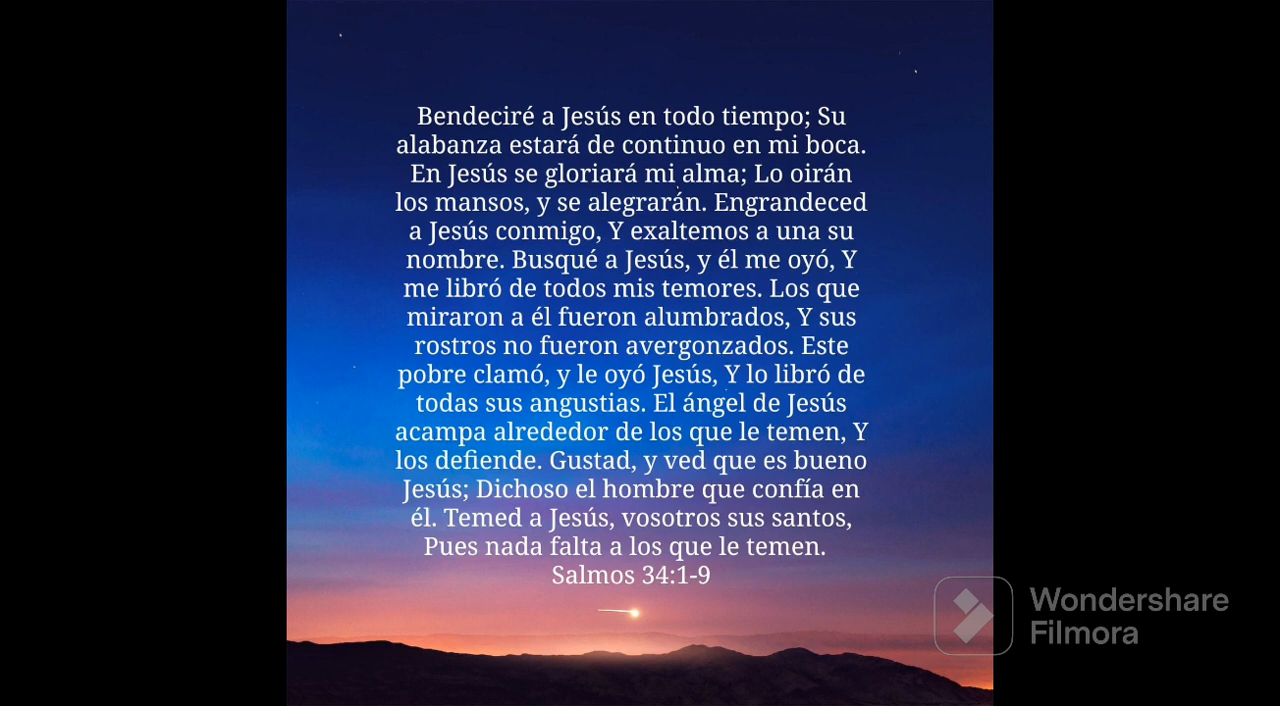 Bendeciré a Jesús en todo tiempo; Su
alabanza estará de continuo en mi boca.
En Jesús se gloriará mi alma; Lo oirán
los mansos, y se alegrarán. Engrandeced
a Jesús conmigo, Y exaltemos a una su
nombre. Busqué a Jesús, y él me oyó, Y
me libró de todos mis temores. Los que
miraron a él fueron alumbrados, Y sus
rostros no fueron avergonzados. Este
pobre clamó, y le oyó Jesús, Y lo libró de
todas sus angustias. El ángel de Jesús
acampa alrededor de los que le temen, Y
los defiende. Gustad, y ved que es bueno
Jesús; Dichoso el hombre que confía en
él. Temed a Jesús, vosotros sus santos,
Pues nada falta a los que le temen.
Salmos 34:1-9
Wondershare
Filmora